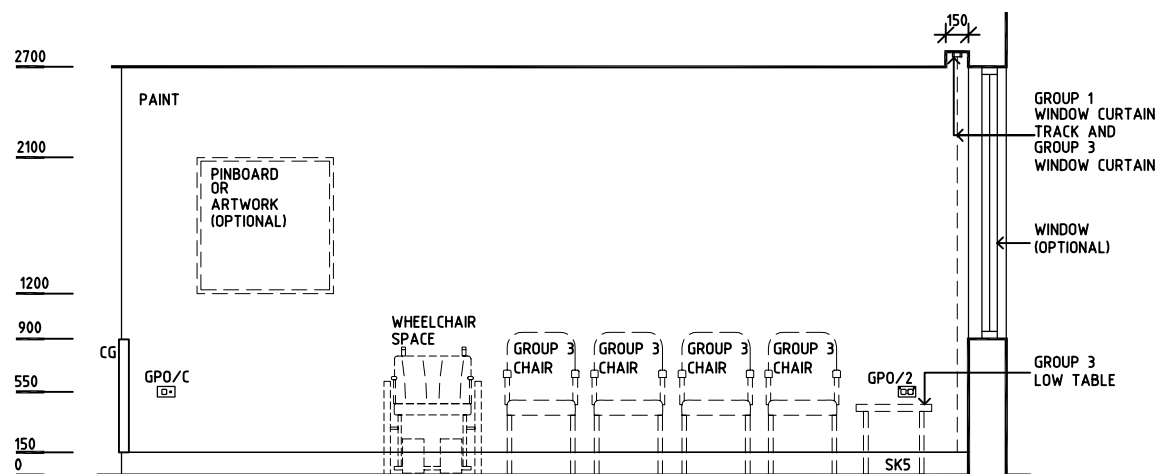 150
2700
PAINT
GROUP 1
WINDOW CURTAIN
TRACK AND
GROUP 3
WINDOW CURTAIN
2100
PINBOARD
OR
ARTWORK
(OPTIONAL)
WINDOW
(OPTIONAL)
1200
WHEELCHAIR
SPACE
900
CG
GROUP 3
CHAIR
GROUP 3
CHAIR
GROUP 3
CHAIR
GROUP 3
CHAIR
GPO/C
GPO/2
GROUP 3
LOW TABLE
550
150
SK5
0